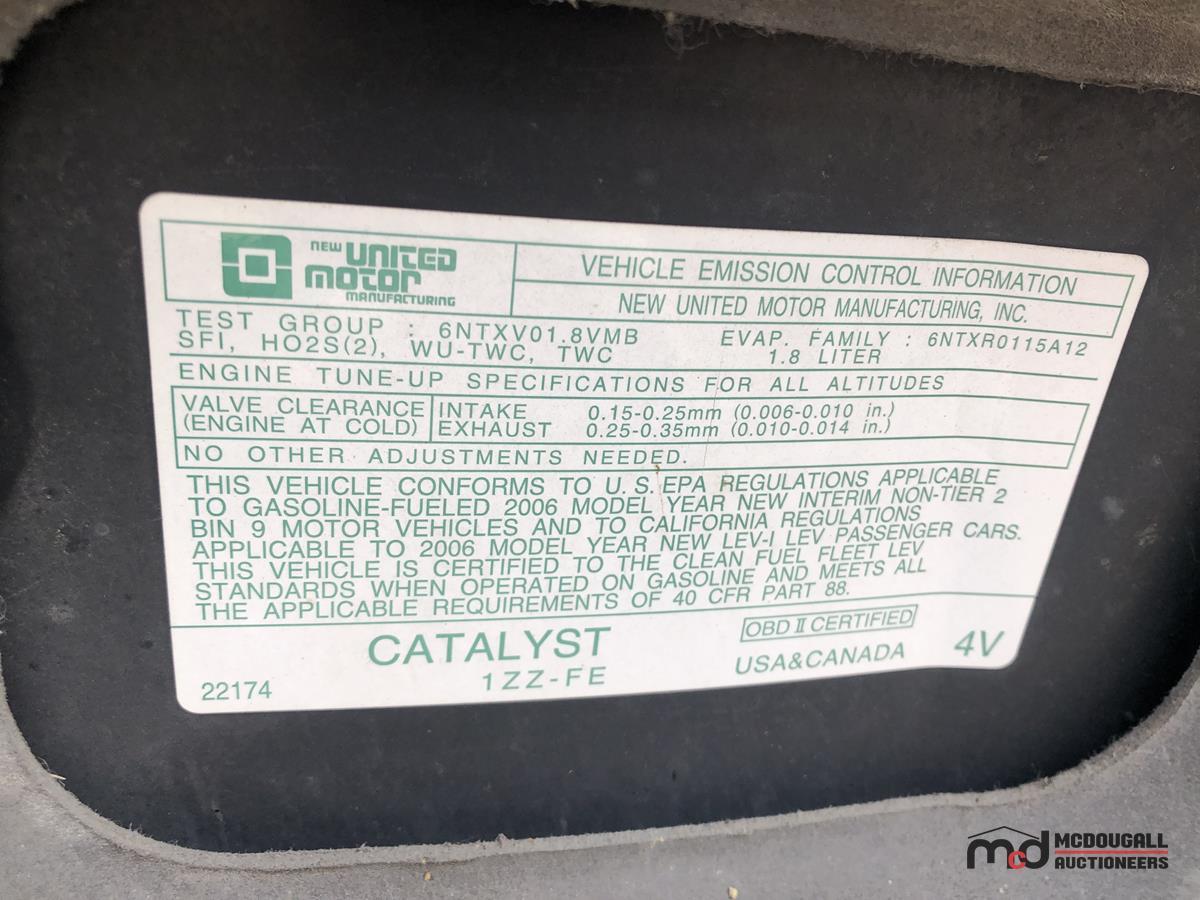 NEW UNITED
MOTOR
MANUFACTURING
VEHICLE EMISSION CONTROL INFORMATION
NEW UNITED MOTOR MANUFACTURING, INC.
TEST GROUP : 6NTXV01.8VMB EVAP. FAMILY : 6NTXR0115A12
SFI, HO2S(2), WU-TWC, TWC 1.8 LITER
ENGINE TUNE-UP SPECIFICATIONS FOR ALL ALTITUDES
VALVE CLEARANCE INTAKE 0.15-0.25mm (0.006-0.010 in.)
(ENGINE AT COLD) EXHAUST 0.25-0.35mm (0.010-0.014 in.)
NO OTHER ADJUSTMENTS NEEDED.
THIS VEHICLE CONFORMS TO U.S. EPA REGULATIONS APPLICABLE
TO GASOLINE-FUELED 2006 MODEL YEAR NEW INTERIM NON-TIER 2
BIN 9 MOTOR VEHICLES AND TO CALIFORNIA REGULATIONS
APPLICABLE TO 2006 MODEL YEAR NEW LEV-I LEV PASSENGER CARS.
THIS VEHICLE IS CERTIFIED TO THE CLEAN FUEL FLEET LEV
STANDARDS WHEN OPERATED ON GASOLINE AND MEETS ALL
THE APPLICABLE REQUIREMENTS OF 40 CFR PART 88.
CATALYST OBD II CERTIFIED
22174 1ZZ-FE USA&CANADA 4V
mcd MCDOUGALL
AUCTIONEERS